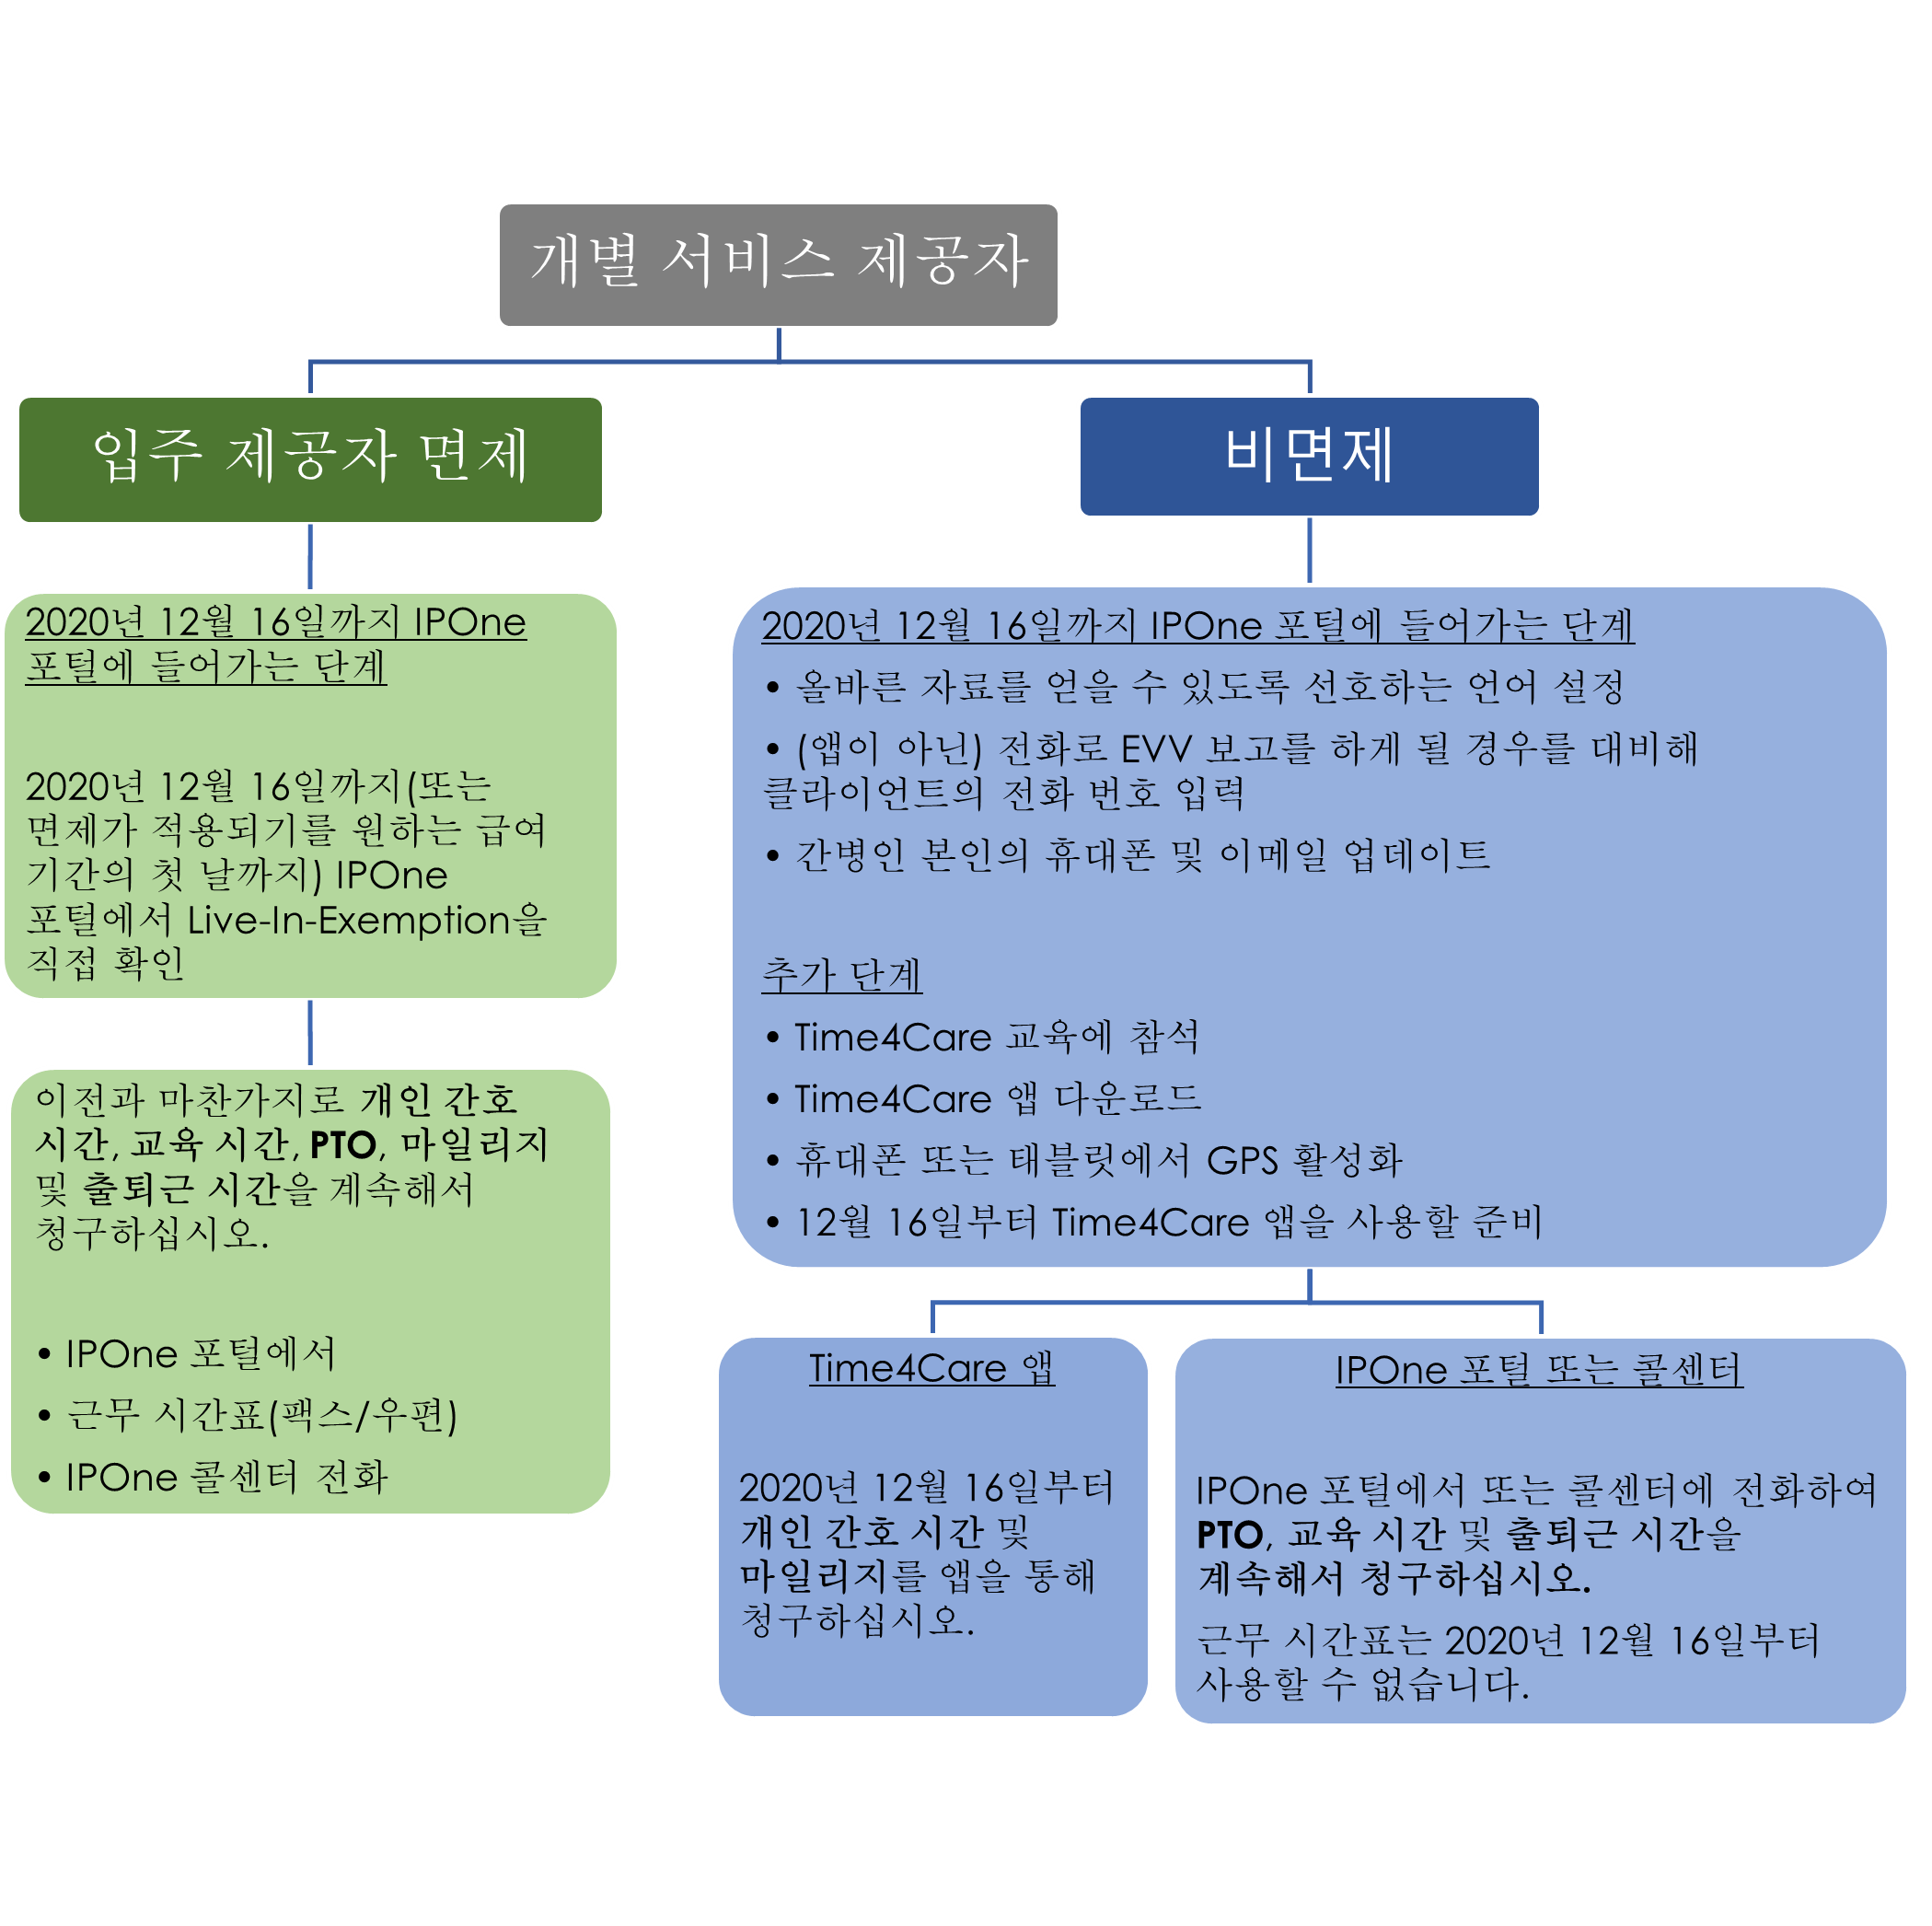 개별 서비스 제공자
입주 제공자 면제
비면제
2020년 12월 16일까지 IPOne
포털에 들어가는 단계
2020년 12월 16일까지(또는
면제가 적용되기를 원하는 급여
기간의 첫 날까지) IPOne
포털에서 Live-In-Exemption을
직접 확인
이전과 마찬가지로 개인 간호
시간, 교육 시간, PTO, 마일리지
및 출퇴근 시간을 계속해서
청구하십시오.
• IPOne 포털에서
• 근무 시간표(팩스/우편)
• IPOne 콜센터 전화
2020년 12월 16일까지 IPOne 포털에 들어가는 단계
• 올바른 자료를 얻을 수 있도록 선호하는 언어 설정
• (앱이 아닌) 전화로 EVV 보고를 하게 될 경우를 대비해
클라이언트의 전화 번호 입력
• 간병인 본인의 휴대폰 및 이메일 업데이트
추가 단계
• Time4Care 교육에 참석
• Time4Care 앱 다운로드
• 휴대폰 또는 태블릿에서 GPS 활성화
• 12월 16일부터 Time4Care 앱을 사용할 준비
Time4Care 앱
2020년 12월 16일부터
개인 간호 시간 및
마일리지를 앱을 통해
청구하십시오.
IPOne 포털 또는 콜센터
IPOne 포털에서 또는 콜센터에 전화하여
PTO, 교육 시간 및 출퇴근 시간을
계속해서 청구하십시오.
근무 시간표는 2020년 12월 16일부터
사용할 수 없습니다.